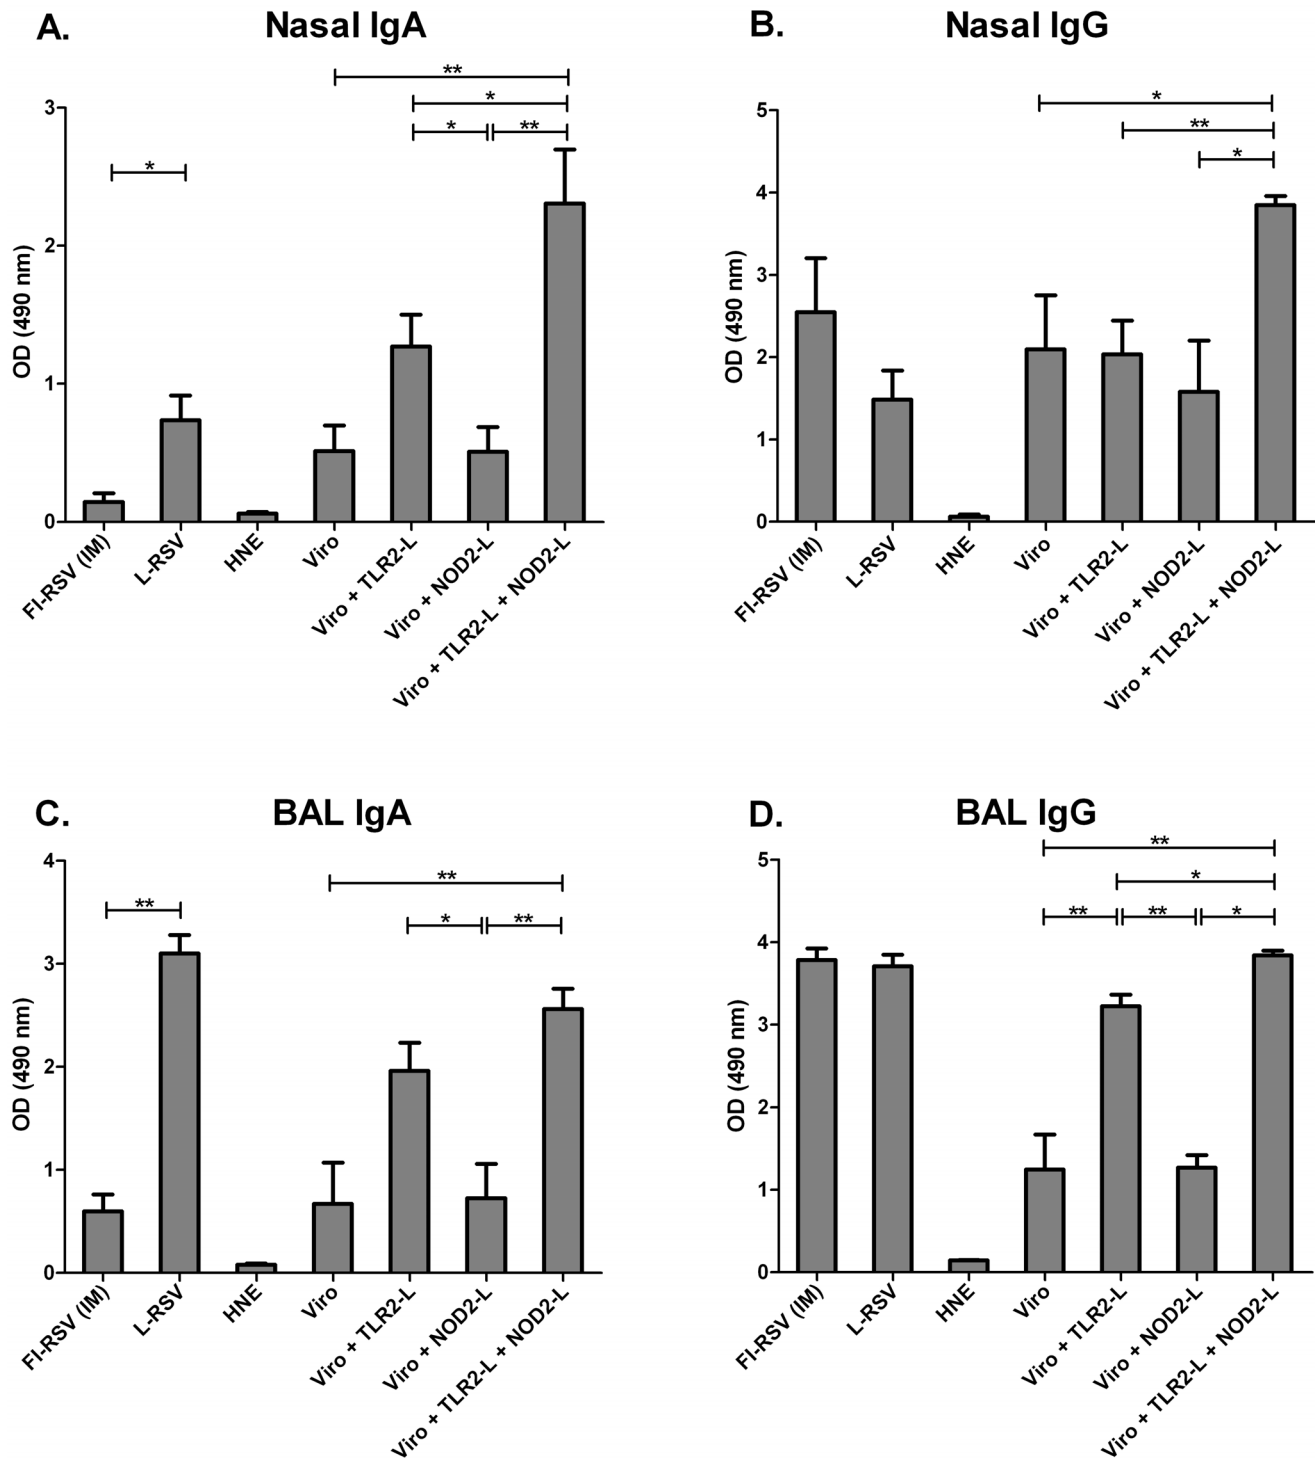 A. Nasal IgA
**
*
* **
*
3
2
1
0
OD (490 nm)
FI-RSV (IM)
L-RSV
HNE
Viro
Viro + TLR2-L
Viro + NOD2-L
Viro + TLR2-L + NOD2-L
B. Nasal IgG
*
**
*
5
4
3
2
1
0
OD (490 nm)
FI-RSV (IM)
L-RSV
HNE
Viro
Viro + TLR2-L
Viro + NOD2-L
Viro + TLR2-L + NOD2-L
C. BAL IgA
**
** * **
4
3
2
1
0
OD (490 nm)
FI-RSV (IM)
L-RSV
HNE
Viro
Viro + TLR2-L
Viro + NOD2-L
Viro + TLR2-L + NOD2-L
D. BAL IgG
**
*
** ** *
5
4
3
2
1
0
OD (490 nm)
FI-RSV (IM)
L-RSV
HNE
Viro
Viro + TLR2-L
Viro + NOD2-L
Viro + TLR2-L + NOD2-L